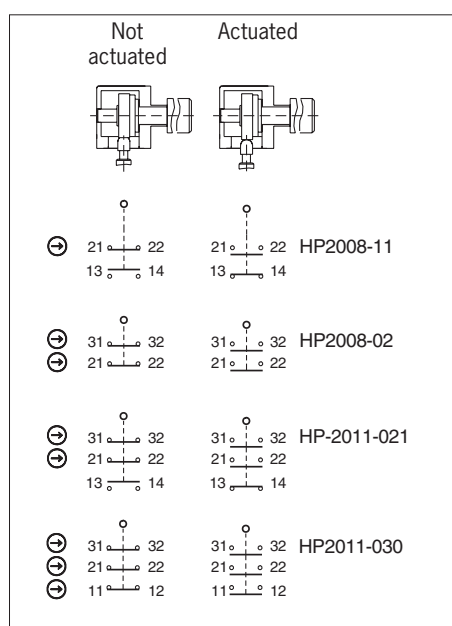 Not actuated Actuated
21 22 21 22 HP2008-11
13 14 13 14
31 32 31 32 HP2008-02
21 22 21 22
31 32 31 32 HP-2011-021
21 22 21 22
13 14 13 14
31 32 31 32 HP2011-030
21 22 21 22
11 12 11 12